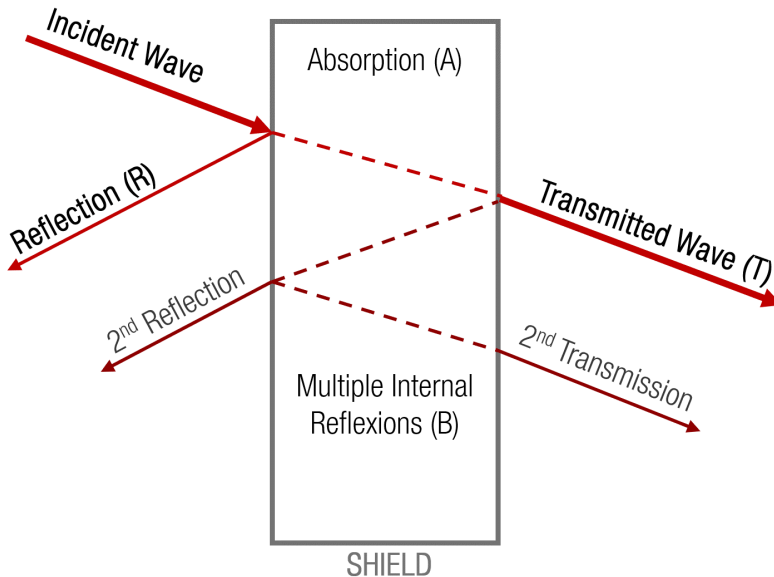 Incident Wave
Absorption (A)
Reflection (R)
Transmitted Wave (T)
2nd Reflection
2nd Transmission
Multiple Internal
Reflexions (B)
SHIELD